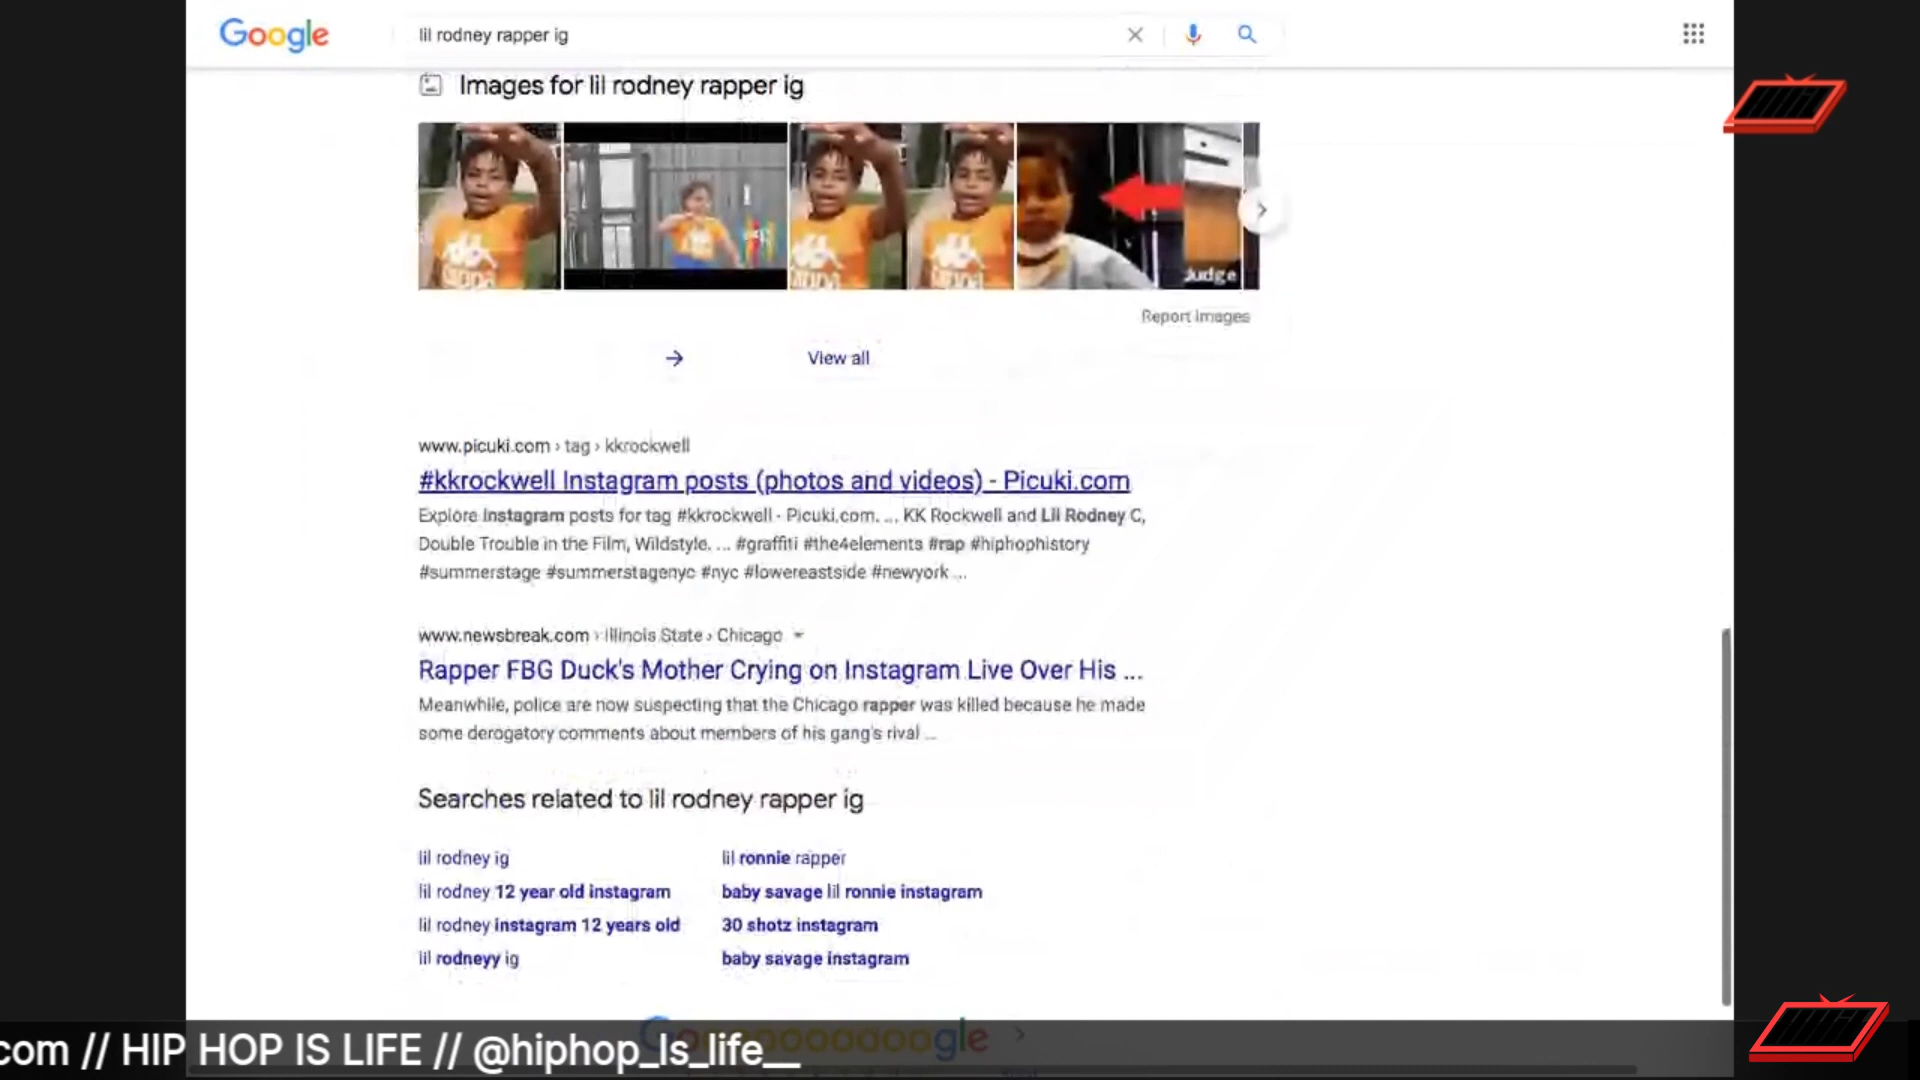 Google
lil rodney rapper ig
Images for lil rodney rapper ig
Judge
Report images
View all
www.picuki.com › tag › kkrockwell
#kkrockwell Instagram posts (photos and videos) - Picuki.com
Explore Instagram posts for tag #kkrockwell - Picuki.com. ... KK Rockwell and Lil Rodney C,
Double Trouble in the Film, Wildstyle. ... #graffiti #the4elements #rap #hiphophistory
#summerstage #summerstagenyc #nyc #lowereastside #newyork ...
www.newsbreak.com › Illinois State › Chicago
Rapper FBG Duck's Mother Crying on Instagram Live Over His ...
Meanwhile, police are now suspecting that the Chicago rapper was killed because he made
some derogatory comments about members of his gang's rival ...
Searches related to lil rodney rapper ig
lil rodney ig
lil rodney 12 year old instagram
lil rodney instagram 12 years old
lil rodneyy ig
lil ronnie rapper
baby savage lil ronnie instagram
30 shotz instagram
baby savage instagram
com // HIP HOP IS LIFE // @hiphop_Is_life__